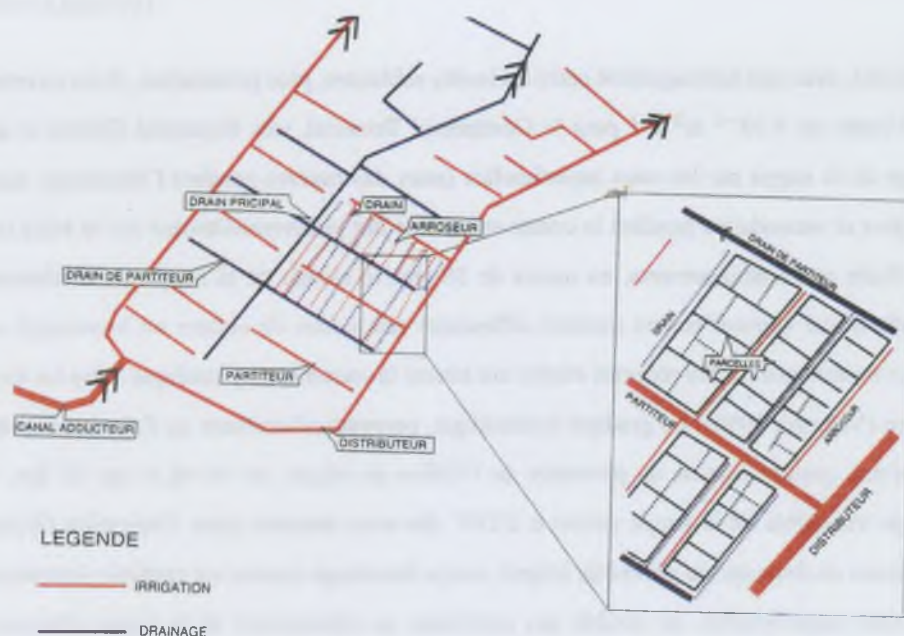 DRAIN PRICIPAL
DRAIN
ARROSEUR
DRAIN DE PARTITEUR
PARTITEUR
CANAL ADDUCTEUR
DISTRIBUTEUR
DRAIN DE PARTITEUR
DRAIN
PARCELLES
PARTITEUR
ARROSEUR
DISTRIBUTEUR
LEGENDE
IRRIGATION
DRAINAGE